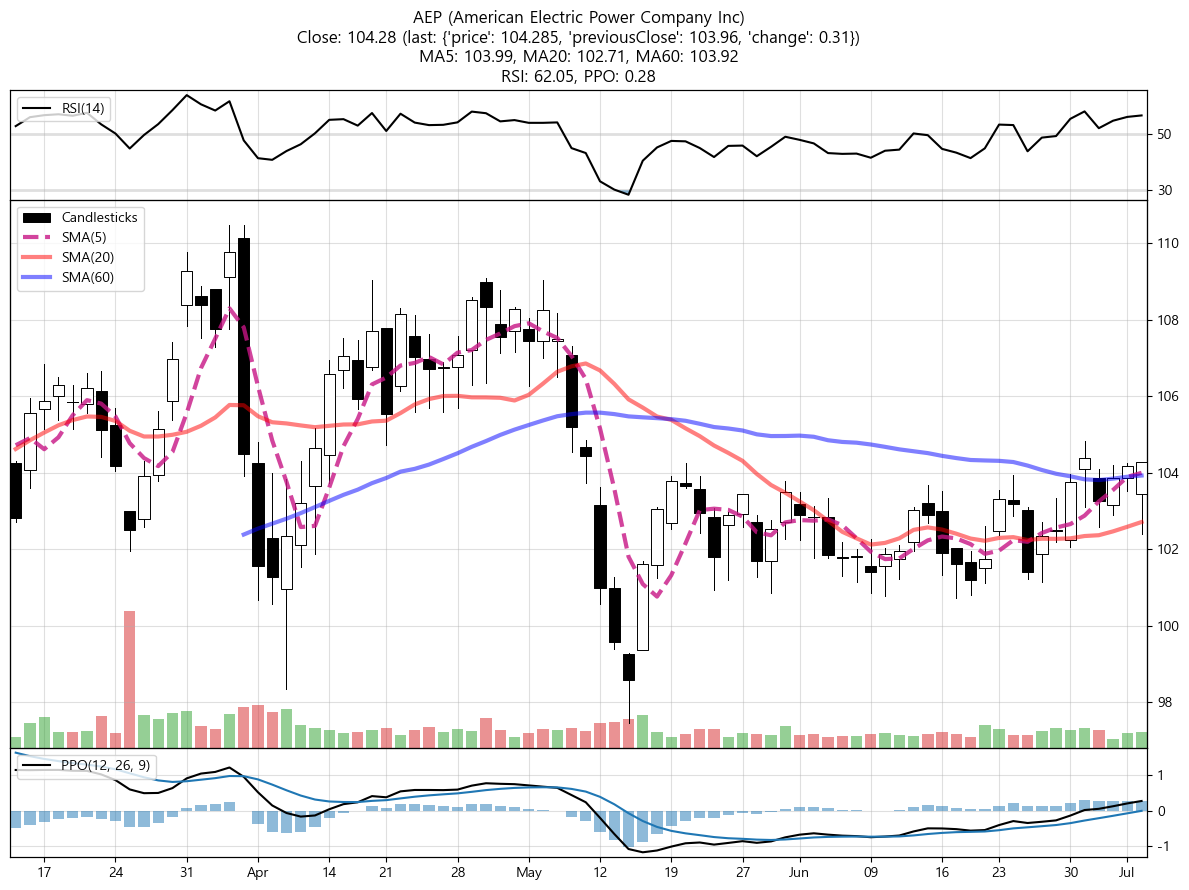 AEP (American Electric Power Company Inc)
Close: 104.28 (last: {'price': 104.285, 'previousClose': 103.96, 'change': 0.31})
MA5: 103.99, MA20: 102.71, MA60: 103.92
RSI: 62.05, PPO: 0.28
RSI(14)
50
30
Candlesticks
SMA(5)
SMA(20)
SMA(60)
110
108
106
104
102
100
98
PPO(12, 26, 9)
1
0
-1
17 24 31 Apr 14 21 28 May 12 19 27 Jun 09 16 23 30 Jul